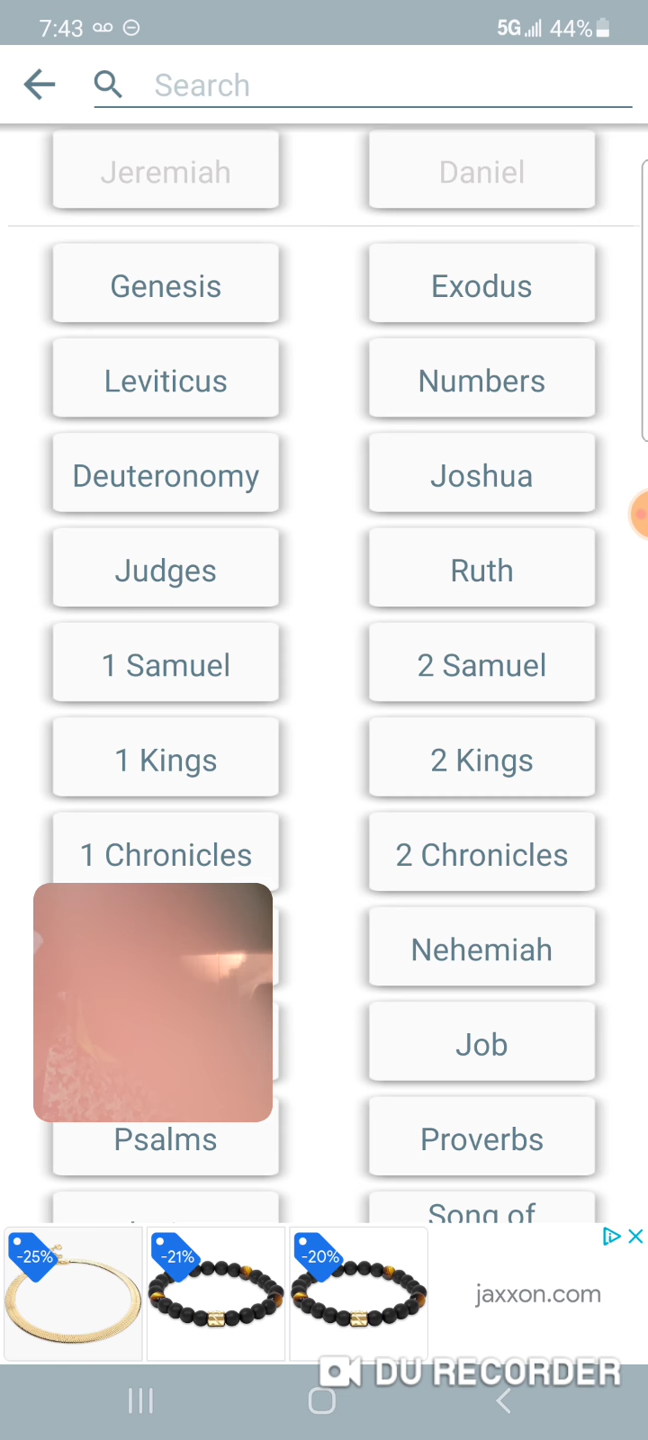 7:43 5G 44%
Search
Jeremiah Daniel
Genesis Exodus
Leviticus Numbers
Deuteronomy Joshua
Judges Ruth
1 Samuel 2 Samuel
1 Kings 2 Kings
1 Chronicles 2 Chronicles
Nehemiah
Job
Psalms Proverbs
Song of
-25% -21% -20%
jaxxon.com
DU RECORDER